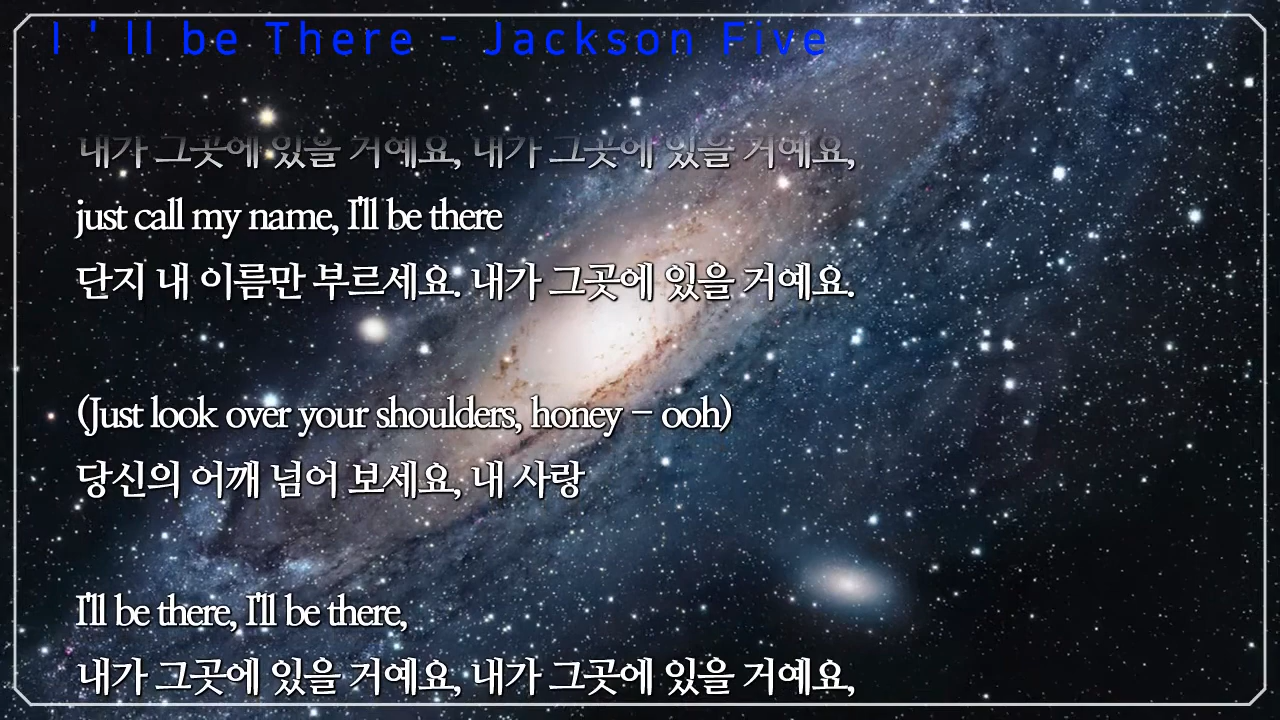 I'll be There - Jackson Five
내가 그곳에 있을 거예요, 내가 그곳에 있을 거예요,
just call my name, I'll be there
단지 내 이름만 부르세요. 내가 그곳에 있을 거예요.
(Just look over your shoulders, honey – ooh)
당신의 어깨 넘어 보세요, 내 사랑
I'll be there, I'll be there,
내가 그곳에 있을 거예요, 내가 그곳에 있을 거예요,